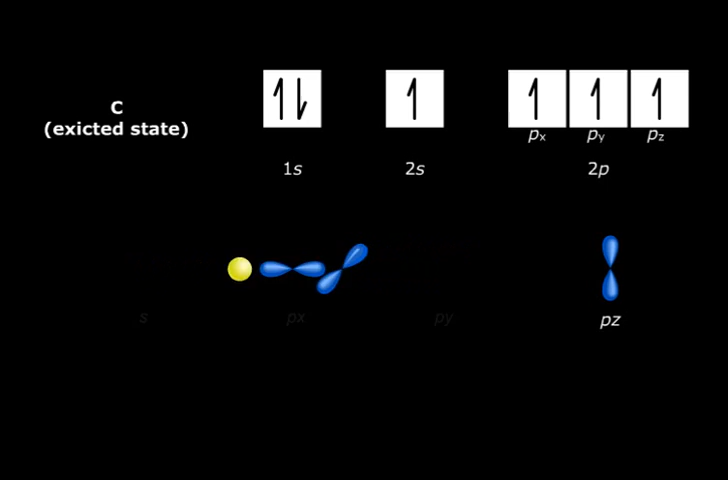 C
(exicted state)
px py pz
1s 2s 2p
s px py pz